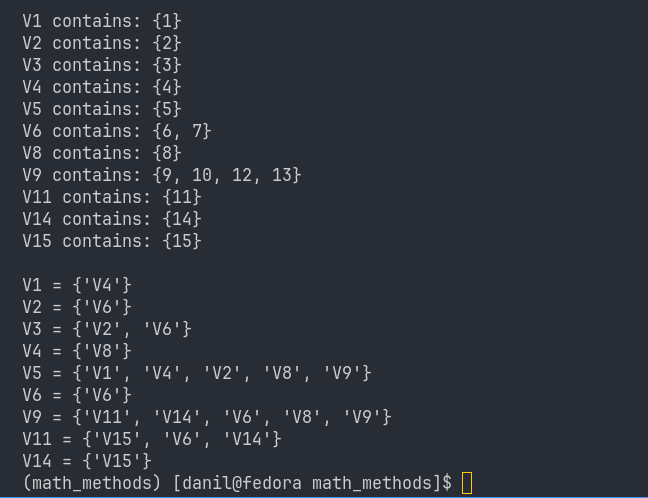 V1 contains: {1}
V2 contains: {2}
V3 contains: {3}
V4 contains: {4}
V5 contains: {5}
V6 contains: {6, 7}
V8 contains: {8}
V9 contains: {9, 10, 12, 13}
V11 contains: {11}
V14 contains: {14}
V15 contains: {15}

V1 = {'V4'}
V2 = {'V6'}
V3 = {'V2', 'V6'}
V4 = {'V8'}
V5 = {'V1', 'V4', 'V2', 'V8', 'V9'}
V6 = {'V6'}
V9 = {'V11', 'V14', 'V6', 'V8', 'V9'}
V11 = {'V15', 'V6', 'V14'}
V14 = {'V15'}
(math_methods) [danil@fedora math_methods]$